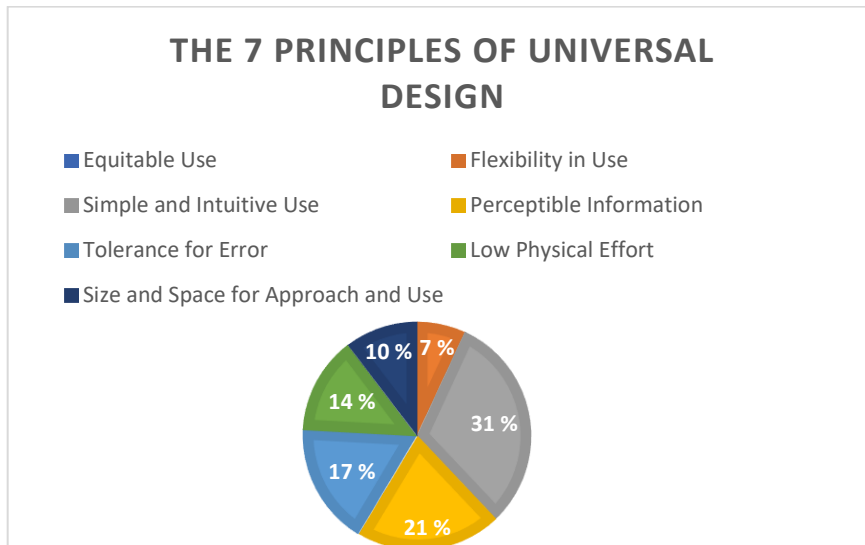 THE 7 PRINCIPLES OF UNIVERSAL
DESIGN
Equitable Use
Flexibility in Use
Simple and Intuitive Use
Perceptible Information
Tolerance for Error
Low Physical Effort
Size and Space for Approach and Use
10 %
7 %
31 %
14 %
17 %
21 %